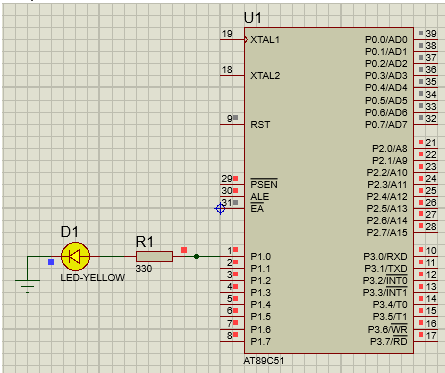 U1
19 XTAL1 P0.0/AD0 39
P0.1/AD1 38
P0.2/AD2 37
18 XTAL2 P0.3/AD3 36
P0.4/AD4 35
P0.5/AD5 34
P0.6/AD6 33
9 RST P0.7/AD7 32
P2.0/A8 21
P2.1/A9 22
P2.2/A10 23
29 PSEN P2.3/A11 24
30 ALE P2.4/A12 25
31 EA P2.5/A13 26
P2.6/A14 27
P2.7/A15 28
D1
LED-YELLOW
R1
330
1 P1.0 P3.0/RXD 10
2 P1.1 P3.1/TXD 11
3 P1.2 P3.2/INT0 12
4 P1.3 P3.3/INT1 13
5 P1.4 P3.4/T0 14
6 P1.5 P3.5/T1 15
7 P1.6 P3.6/WR 16
8 P1.7 P3.7/RD 17
AT89C51